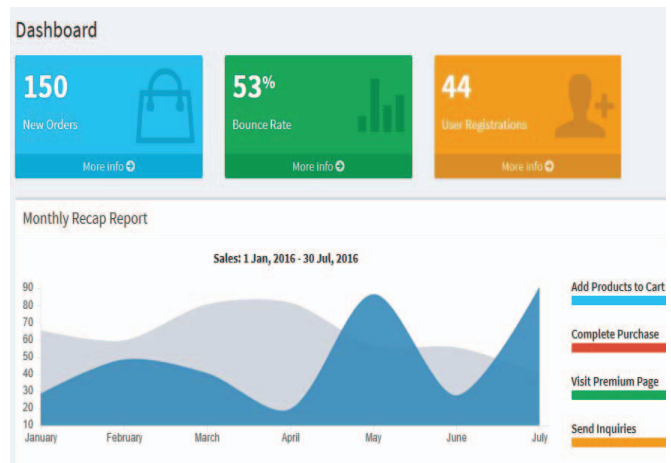 Dashboard
150
New Orders
More info
53%
Bounce Rate
More info
44
User Registrations
More info
Monthly Recap Report
Sales: 1 Jan, 2016 - 30 Jul, 2016
90
80
70
60
50
40
30
20
10
January February March April May June July
Add Products to Cart
Complete Purchase
Visit Premium Page
Send Inquiries